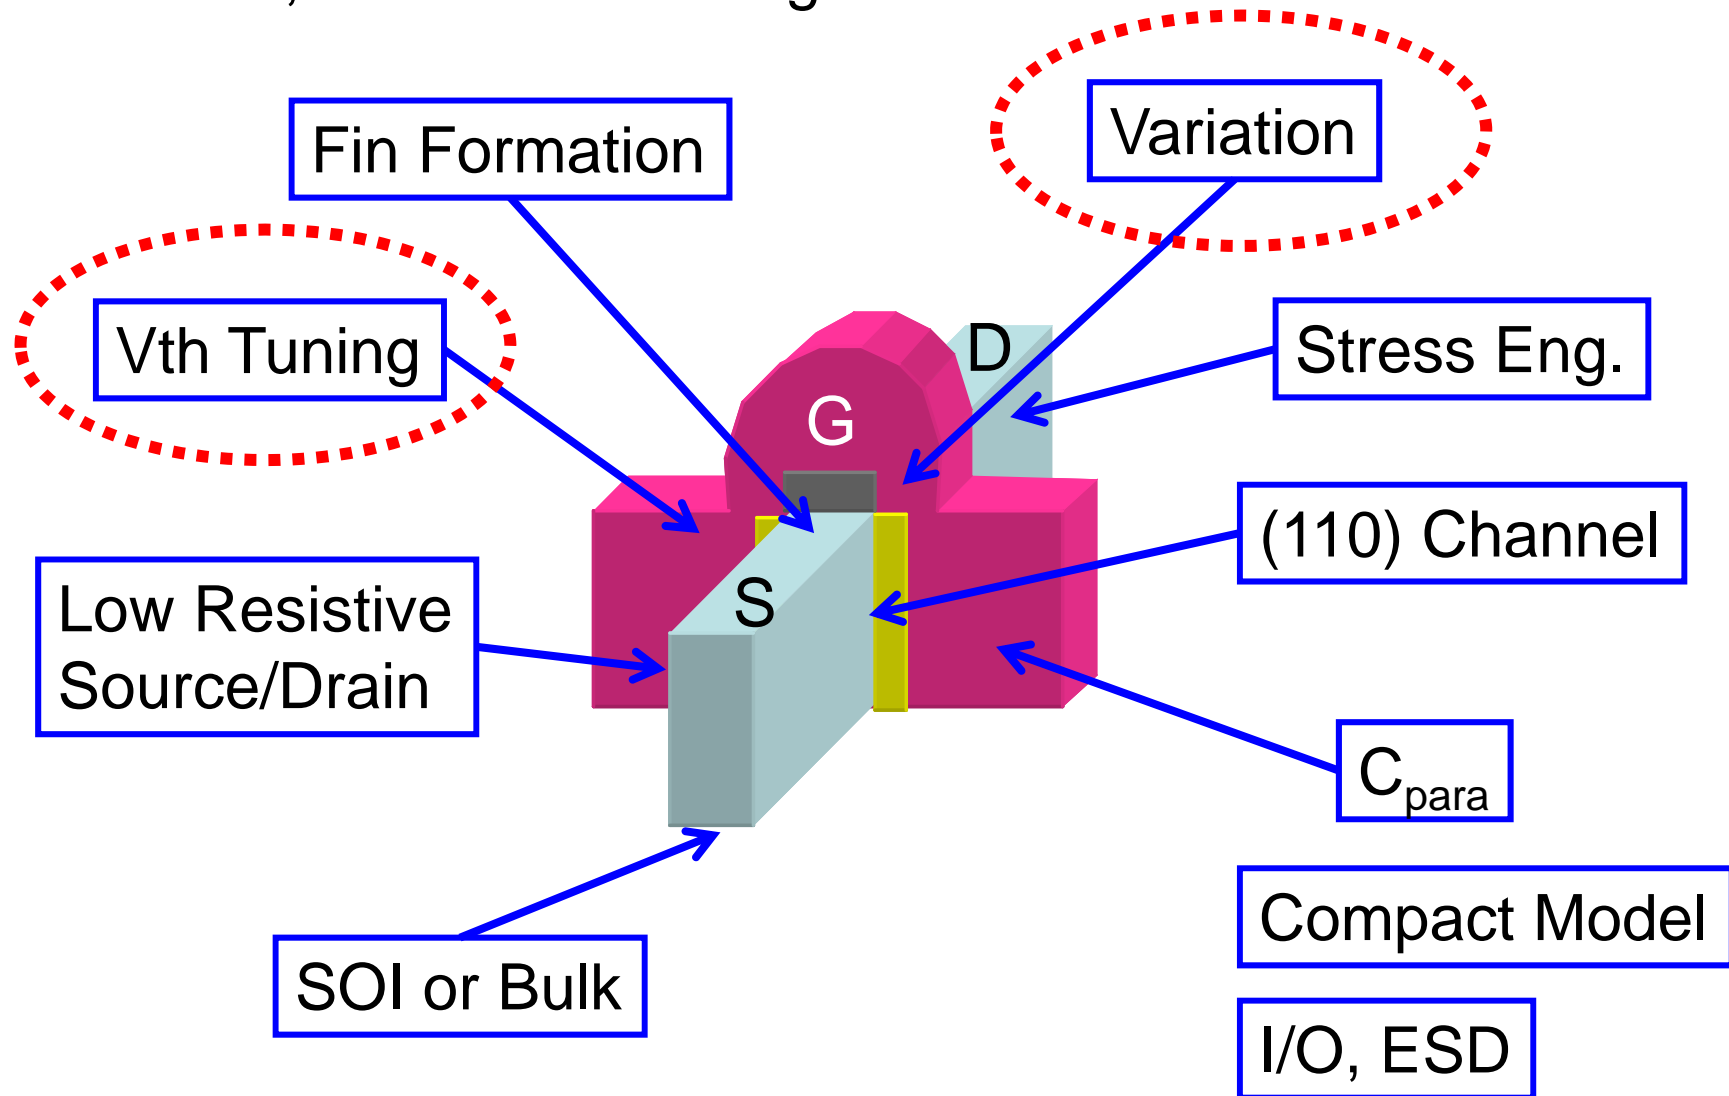 Fin Formation
Variation
Vth Tuning
D
Stress Eng.
G
(110) Channel
S
Low Resistive
Source/Drain
Cpara
Compact Model
SOI or Bulk
I/O, ESD